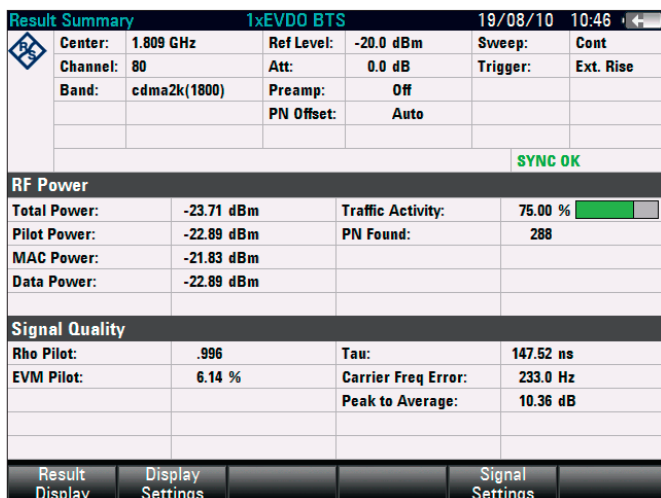 Result Summary 1xEVDO BTS 19/08/10 10:46
R&S
Center: 1.809 GHz Ref Level: -20.0 dBm Sweep: Cont
Channel: 80 Att: 0.0 dB Trigger: Ext. Rise
Band: cdma2k(1800) Preamp: Off
PN Offset: Auto
SYNC OK
RF Power
Total Power: -23.71 dBm Traffic Activity: 75.00 %
Pilot Power: -22.89 dBm PN Found: 288
MAC Power: -21.83 dBm
Data Power: -22.89 dBm
Signal Quality
Rho Pilot: .996 Tau: 147.52 ns
EVM Pilot: 6.14 % Carrier Freq Error: 233.0 Hz
Peak to Average: 10.36 dB
Result Display Signal
Display Settings Settings